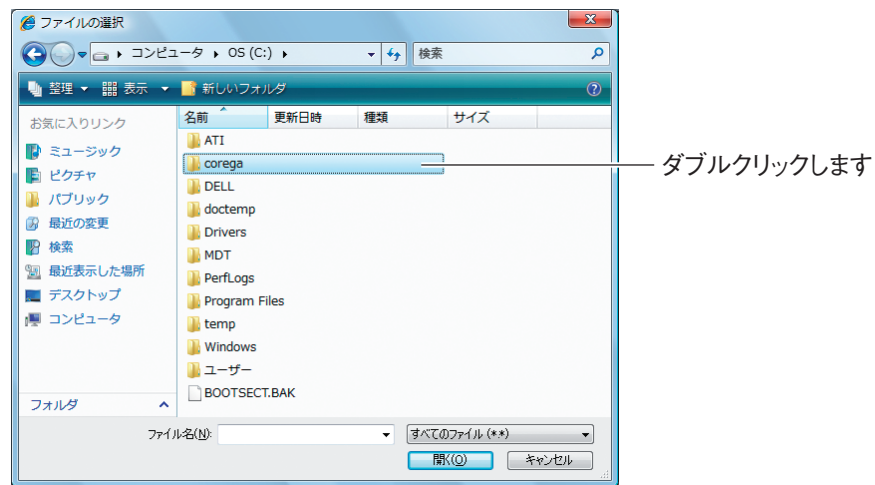 ファイルの選択
コンピュータ ▸ OS (C:) ▸ 検索
整理 表示 新しいフォルダ
お気に入りリンク
ミュージック
ピクチャ
パブリック
最近の変更
検索
最近表示した場所
デスクトップ
コンピュータ
フォルダ
名前 更新日時 種類 サイズ
ATI
corega
DELL
doctemp
Drivers
MDT
PerfLogs
Program Files
temp
Windows
ユーザー
BOOTSECT.BAK
ダブルクリックします
ファイル名(N): すべてのファイル (*.*)
開く(O) キャンセル